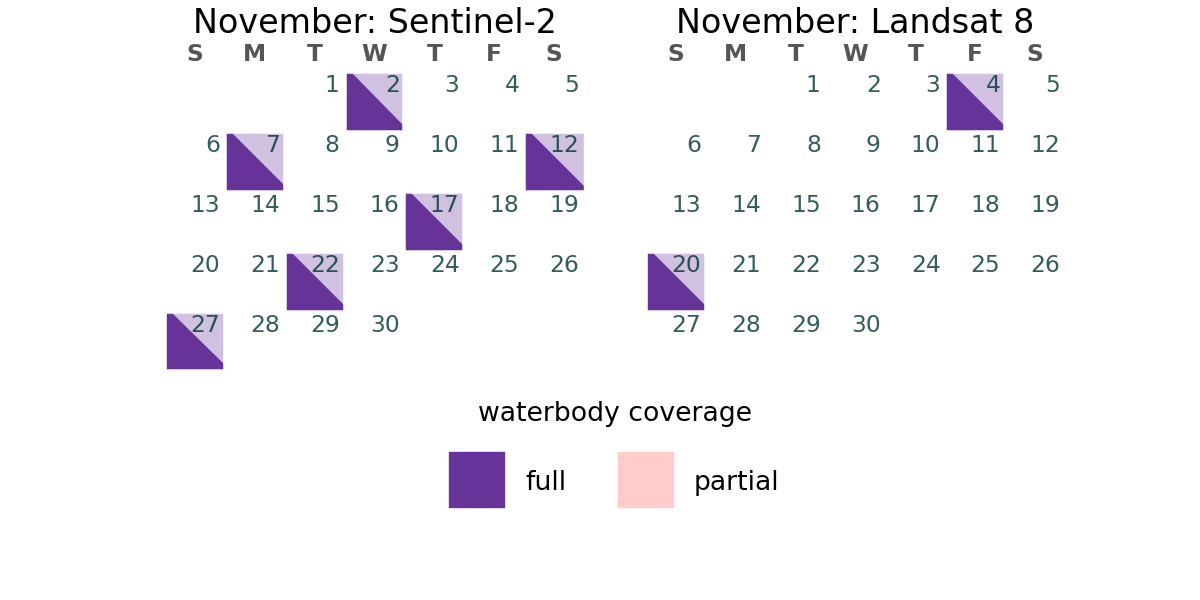 November: Sentinel-2
S M T W T F S
1 2 3 4 5
6 7 8 9 10 11 12
13 14 15 16 17 18 19
20 21 22 23 24 25 26
27 28 29 30
November: Landsat 8
S M T W T F S
1 2 3 4 5
6 7 8 9 10 11 12
13 14 15 16 17 18 19
20 21 22 23 24 25 26
27 28 29 30
waterbody coverage
full
partial